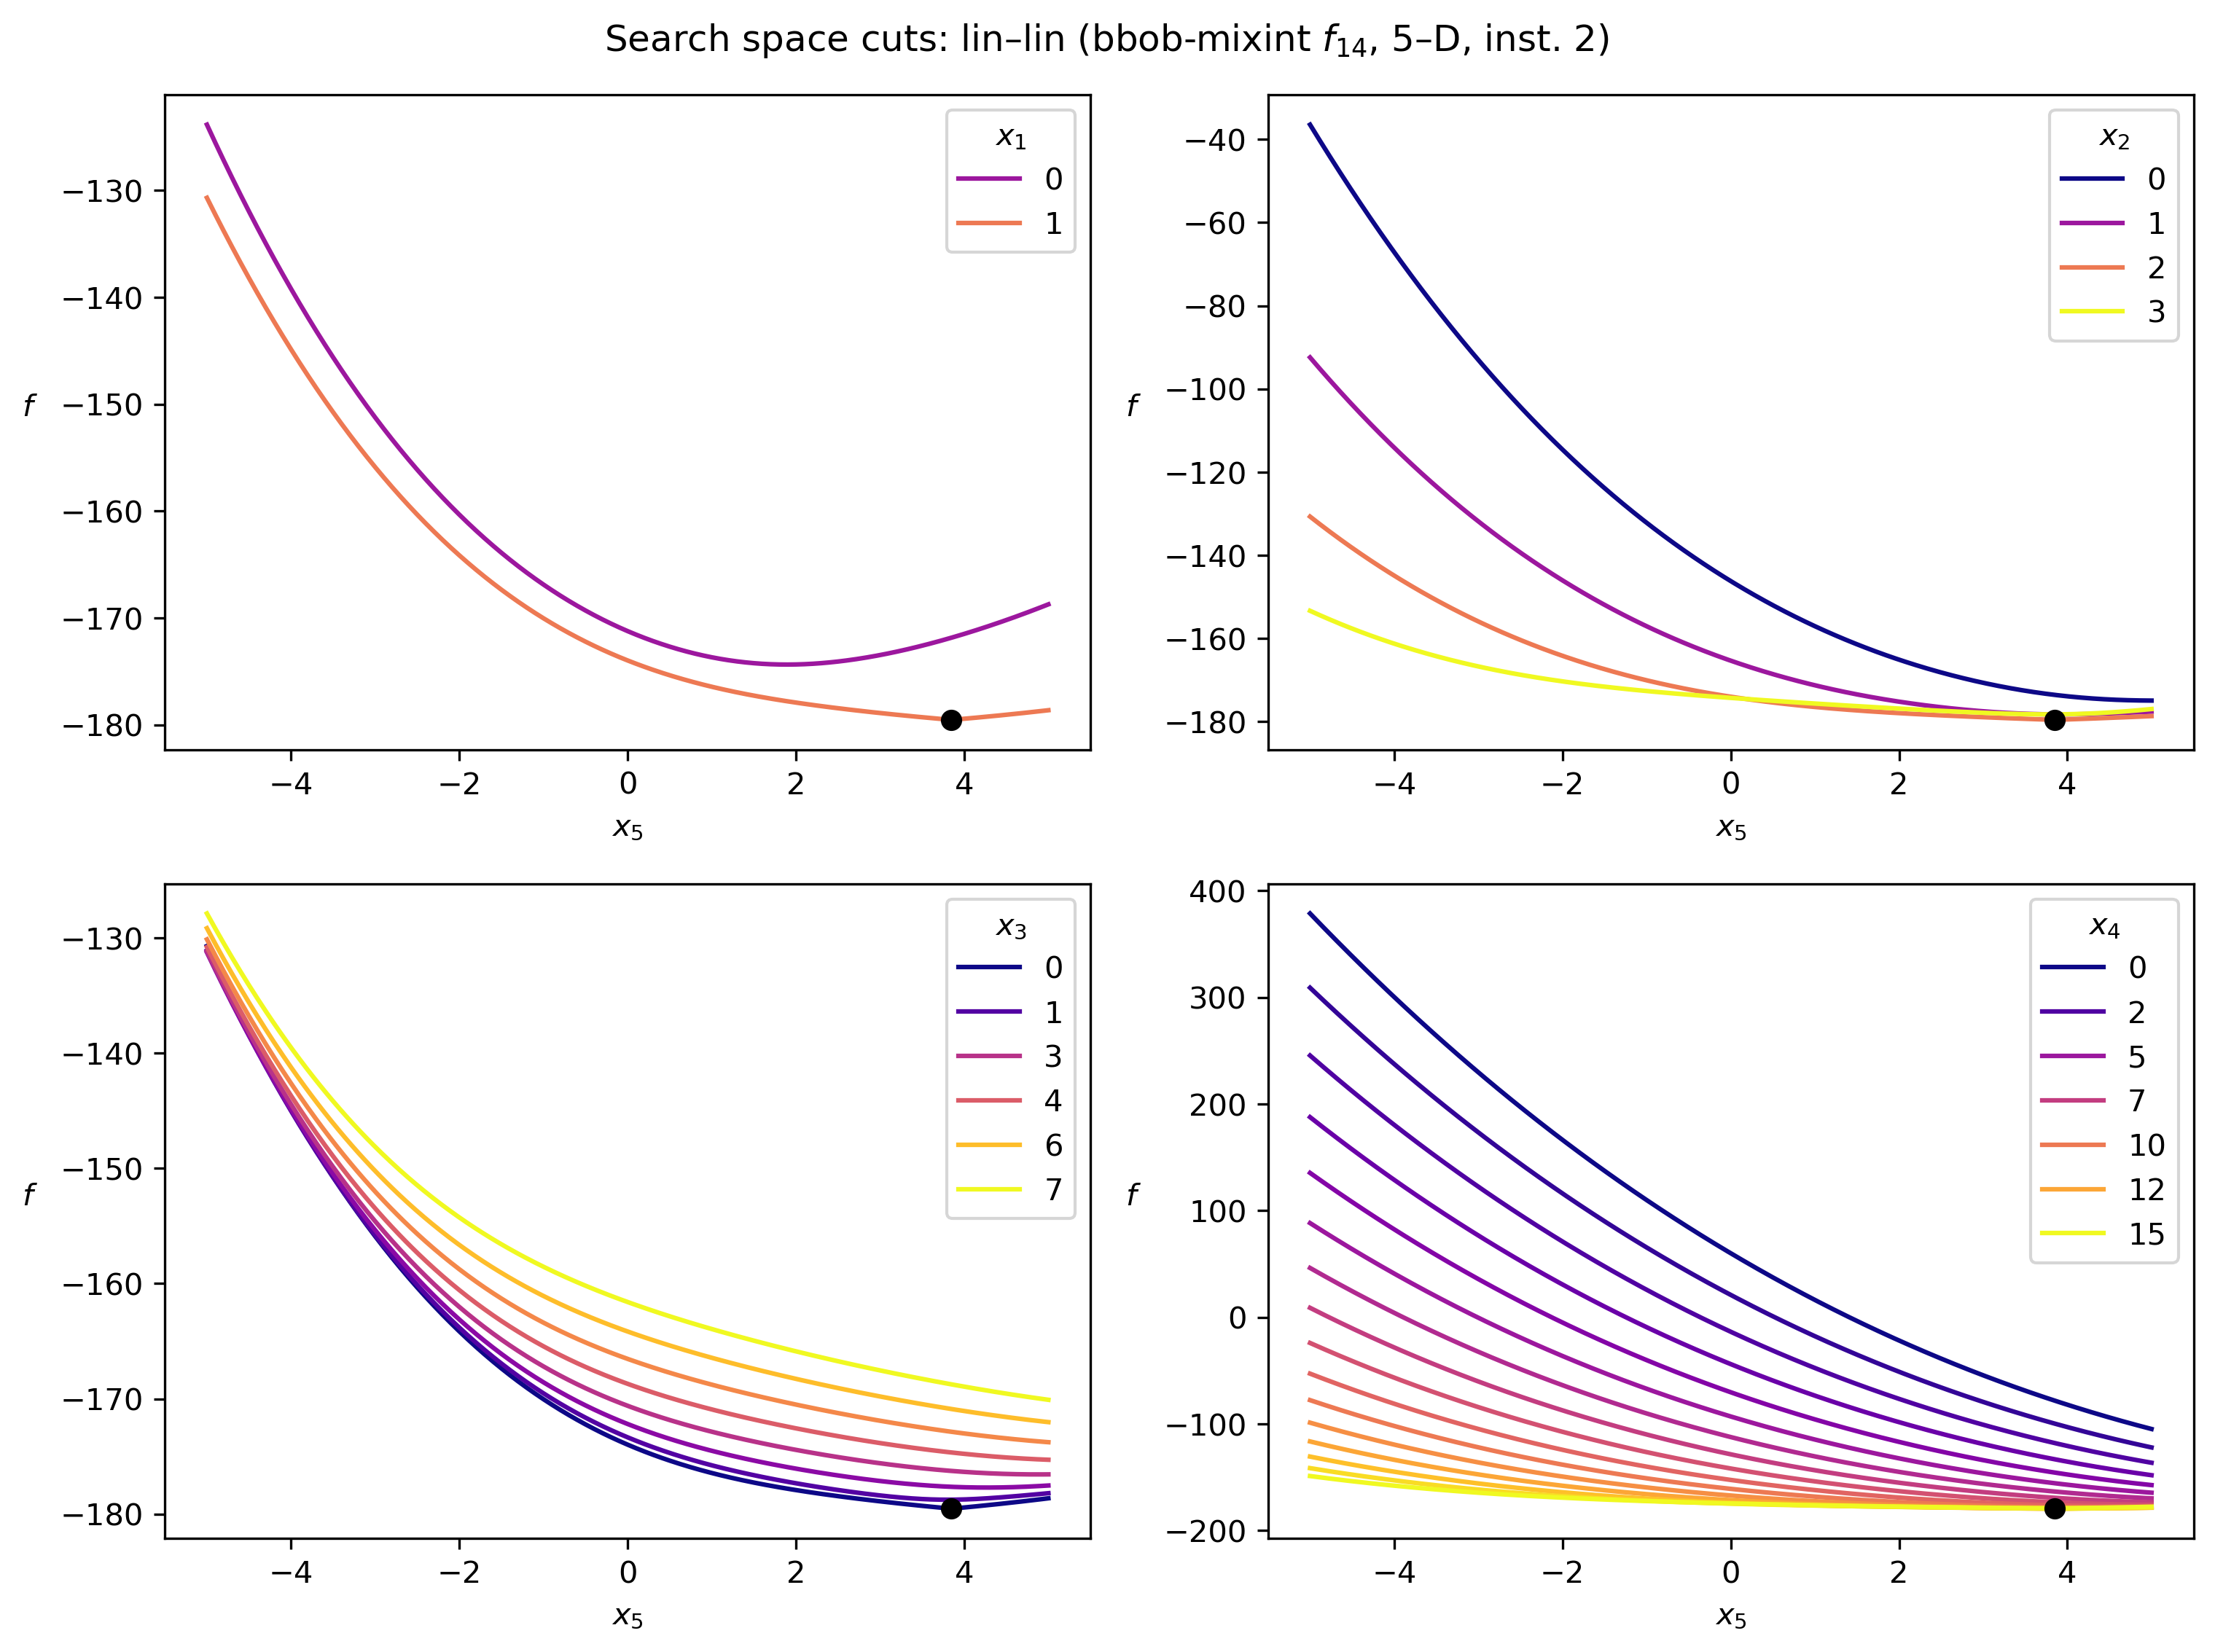 Search space cuts: lin–lin (bbob-mixint f14, 5–D, inst. 2)
x1
0
1
−130
−140
−150
−160
−170
−180
f
−4 −2 0 2 4
x5
x2
0
1
2
3
−40
−60
−80
−100
−120
−140
−160
−180
f
−4 −2 0 2 4
x5
x3
0
1
3
4
6
7
−130
−140
−150
−160
−170
−180
f
−4 −2 0 2 4
x5
x4
0
2
5
7
10
12
15
400
300
200
100
0
−100
−200
f
−4 −2 0 2 4
x5